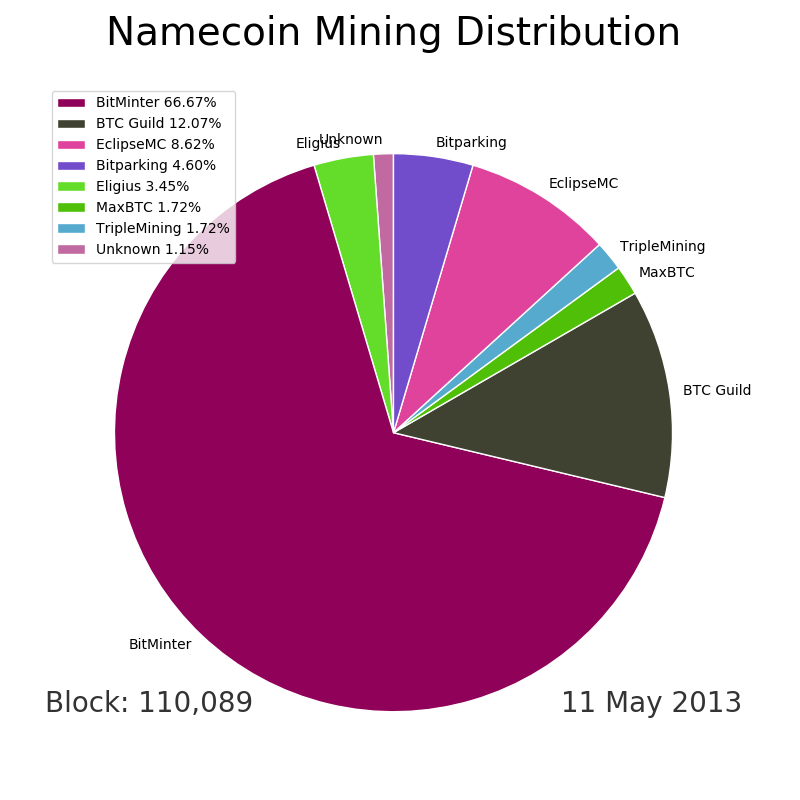 Namecoin Mining Distribution
BitMinter 66.67%
BTC Guild 12.07%
EclipseMC 8.62%
Bitparking 4.60%
Eligius 3.45%
MaxBTC 1.72%
TripleMining 1.72%
Unknown 1.15%
Eligius
Unknown
Bitparking
EclipseMC
TripleMining
MaxBTC
BTC Guild
BitMinter
Block: 110,089
11 May 2013